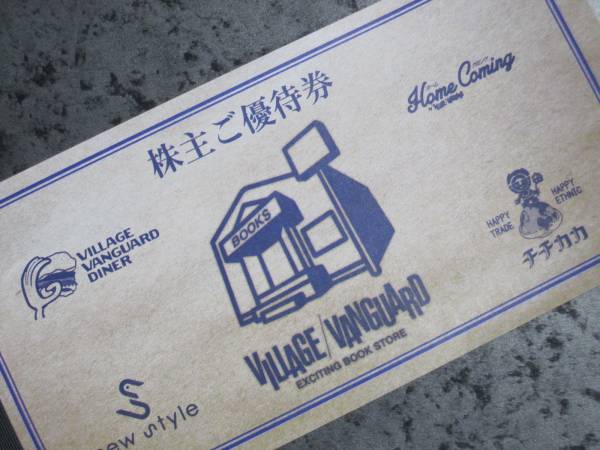 株主ご優待券
Home Coming
VILLAGE
VANGUARD
DINER
BOOKS
HAPPY
TRADE
HAPPY
ETHNIC
チチカカ
VILLAGE/VANGUARD
EXCITING BOOK STORE
new style